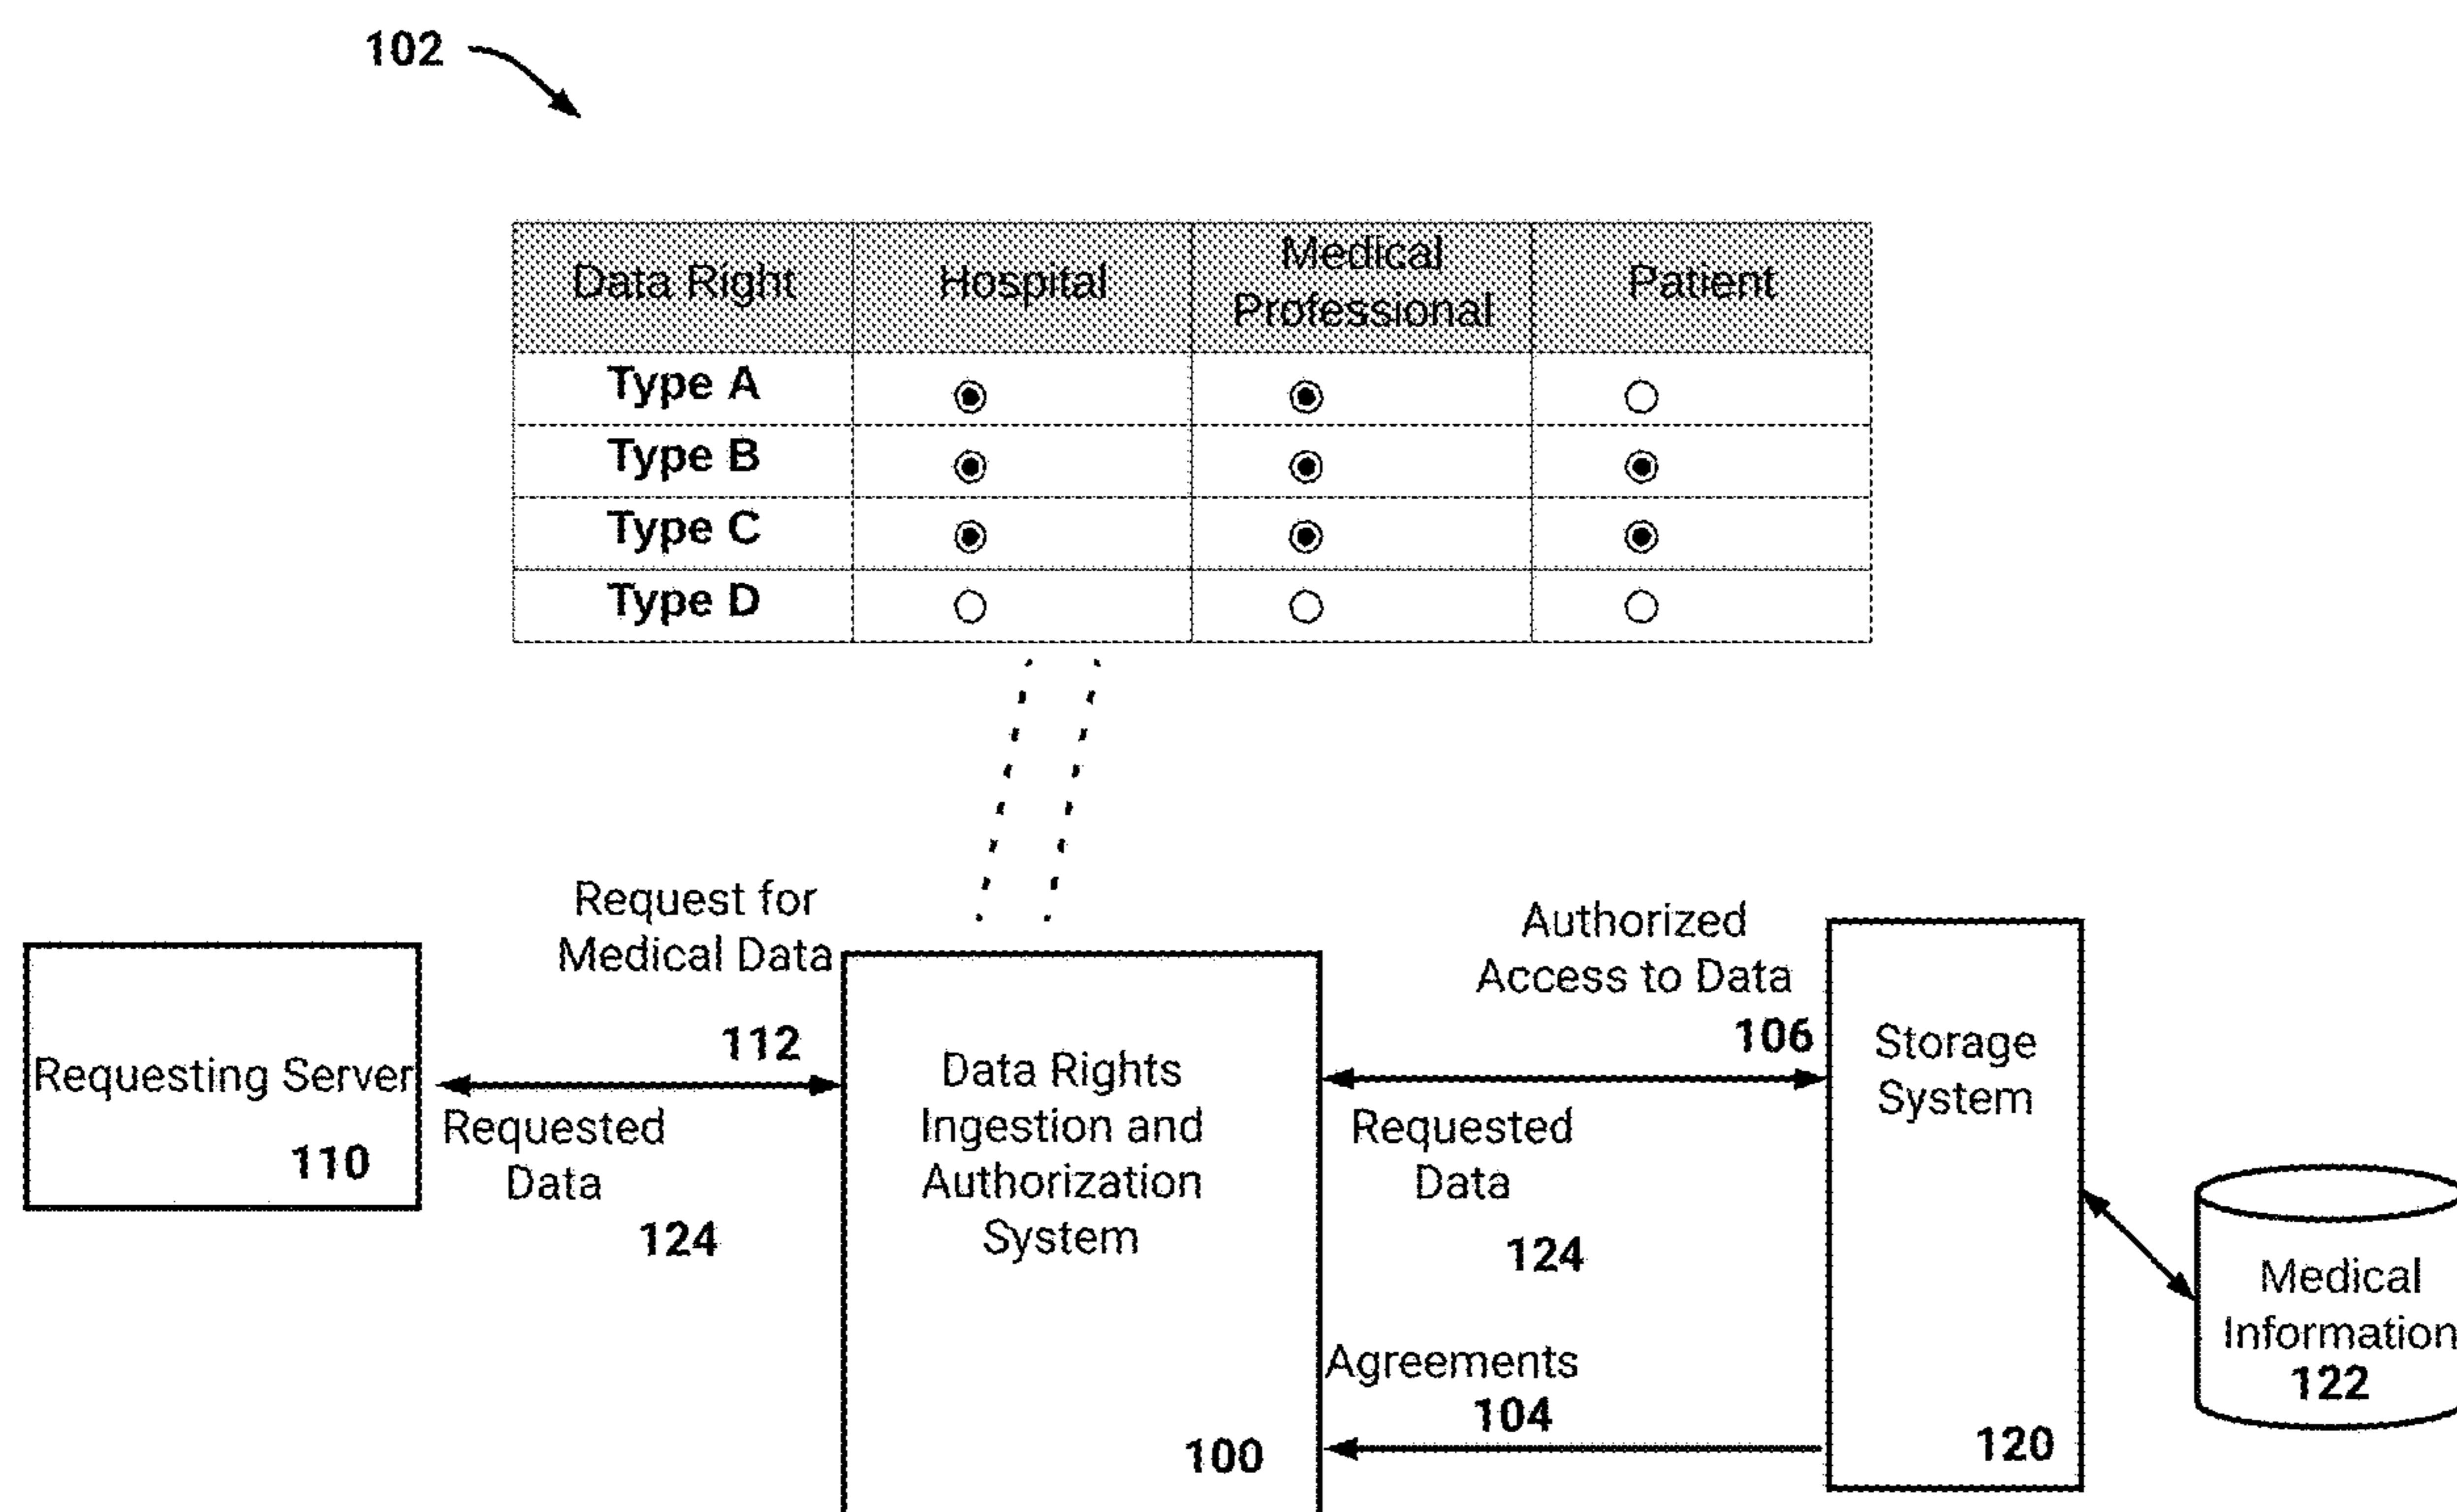 102
Data Right Hospital Medical Professional Patient
Type A
Type B
Type C
Type D
Request for
Medical Data
112
Requested
Data
124
Requesting Server
110
Data Rights
Ingestion and
Authorization
System
100
Authorized
Access to Data
106
Requested
Data
124
Agreements
104
Storage
System
120
Medical
Information
122